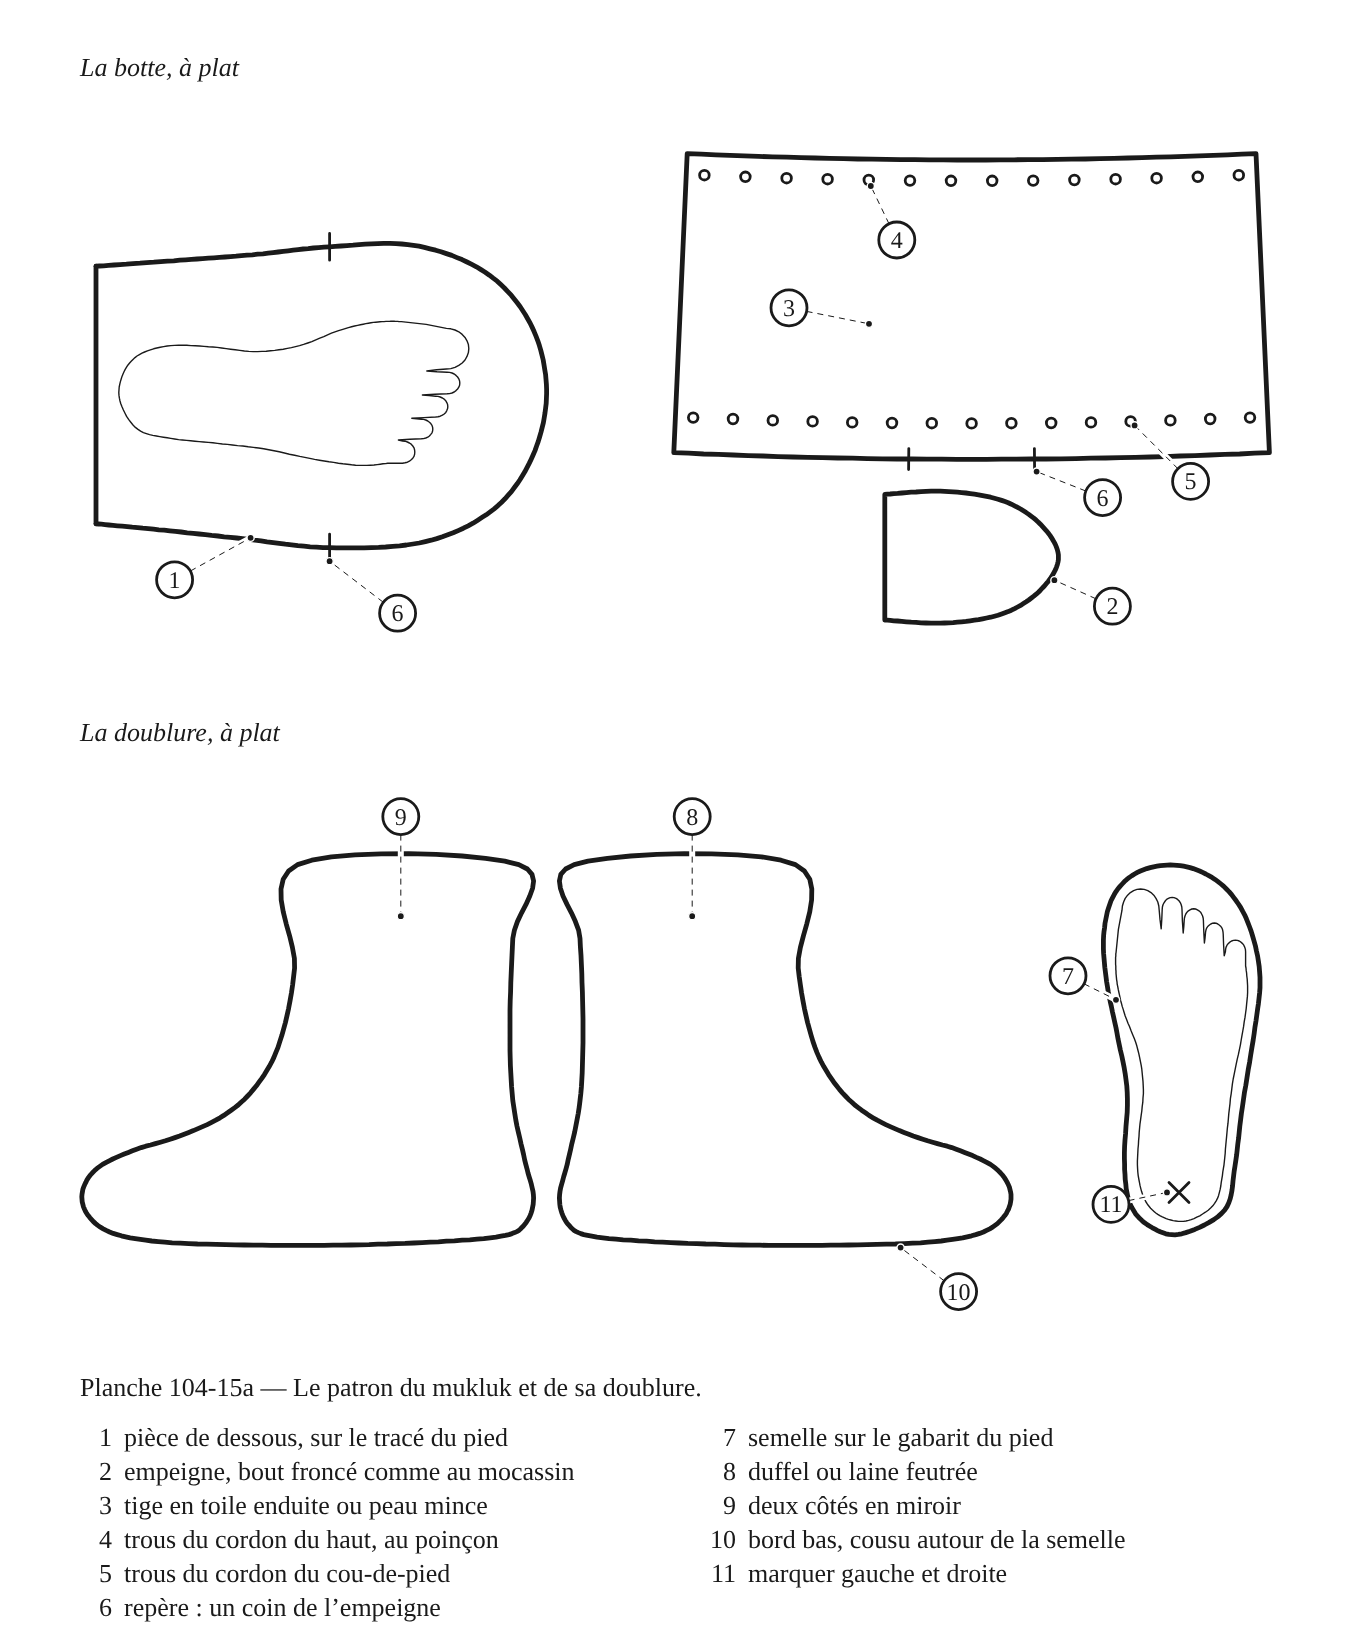 La botte, à plat
4
3
5
6
1
2
6
La doublure, à plat
9
8
7
11
10
Planche 104-15a — Le patron du mukluk et de sa doublure.
1 pièce de dessous, sur le tracé du pied
2 empeigne, bout froncé comme au mocassin
3 tige en toile enduite ou peau mince
4 trous du cordon du haut, au poinçon
5 trous du cordon du cou-de-pied
6 repère : un coin de l’empeigne
7 semelle sur le gabarit du pied
8 duffel ou laine feutrée
9 deux côtés en miroir
10 bord bas, cousu autour de la semelle
11 marquer gauche et droite